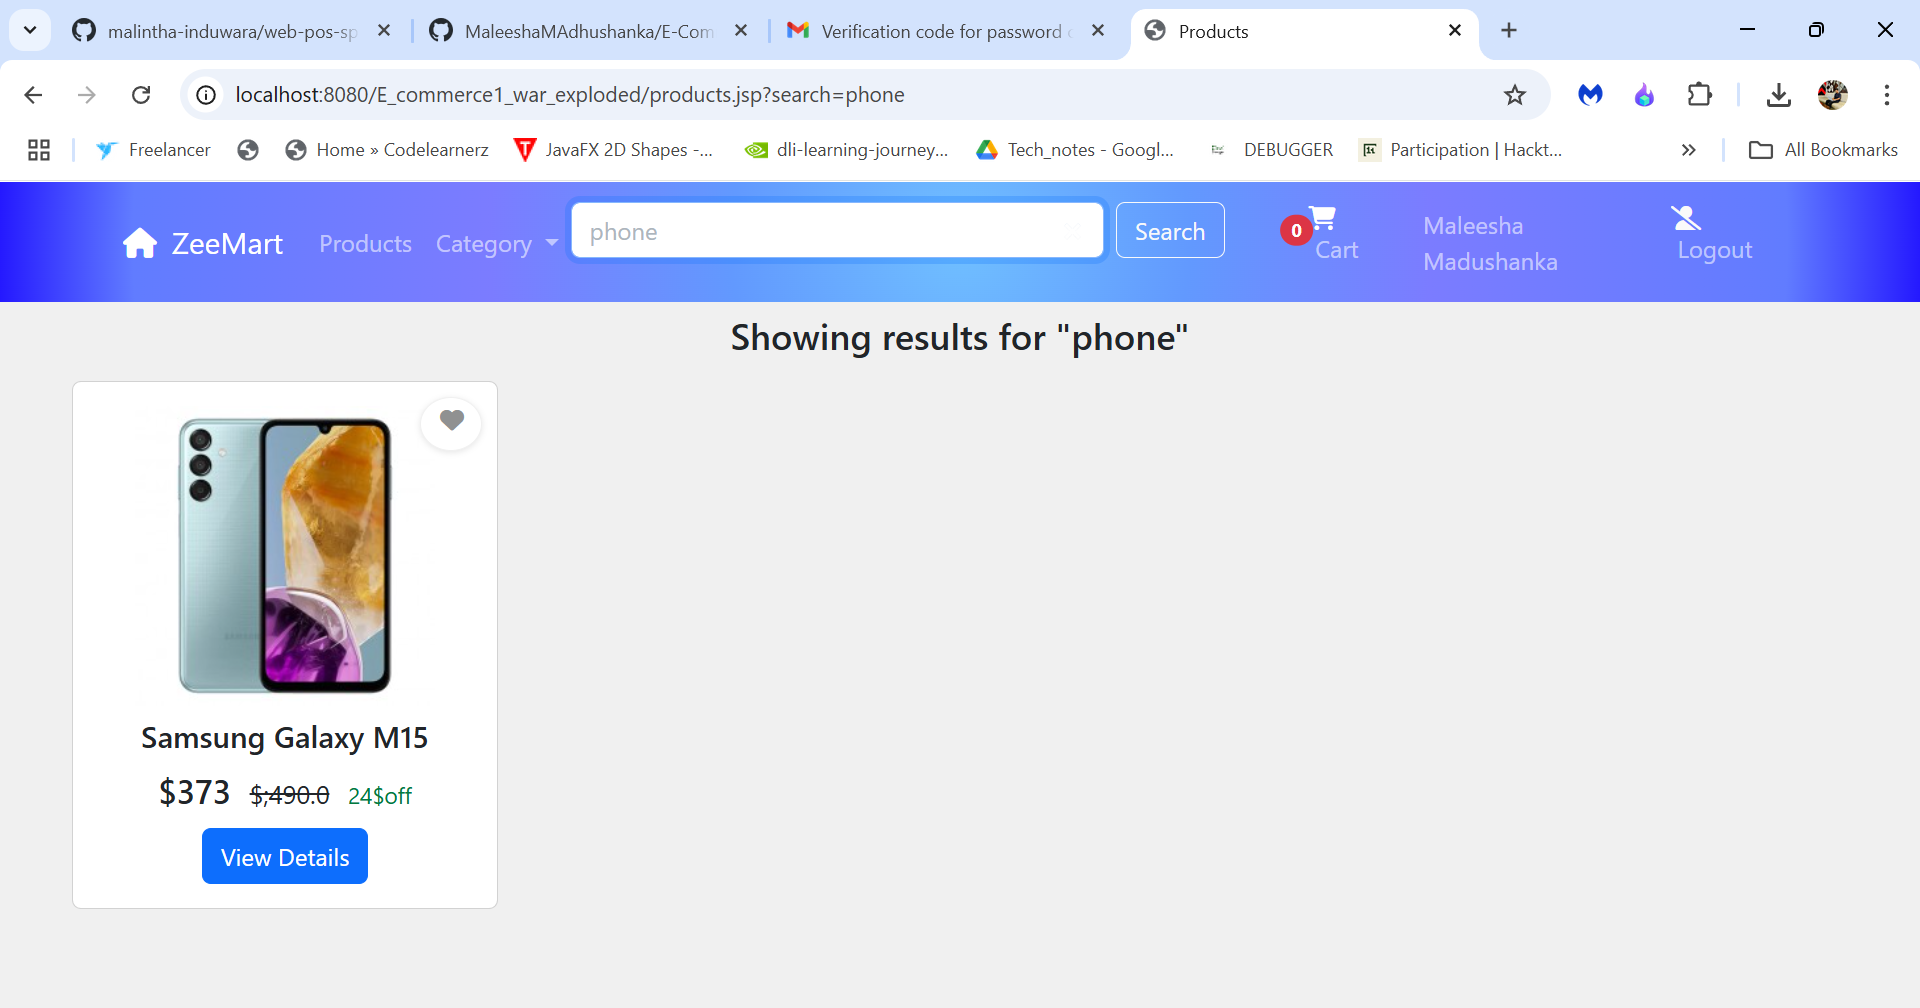 malintha-induwara/web-pos-sp
MaleeshaMAdhushanka/E-Com
Verification code for password c
Products
localhost:8080/E_commerce1_war_exploded/products.jsp?search=phone
Freelancer
Home » Codelearnerz
JavaFX 2D Shapes -...
dli-learning-journey...
Tech_notes - Googl...
DEBUGGER
Participation | Hackt...
All Bookmarks
ZeeMart
Products
Category
phone
Search
0
Cart
Maleesha
Madushanka
Logout
Showing results for "phone"
Samsung Galaxy M15
$373 $;490.0 24$off
View Details